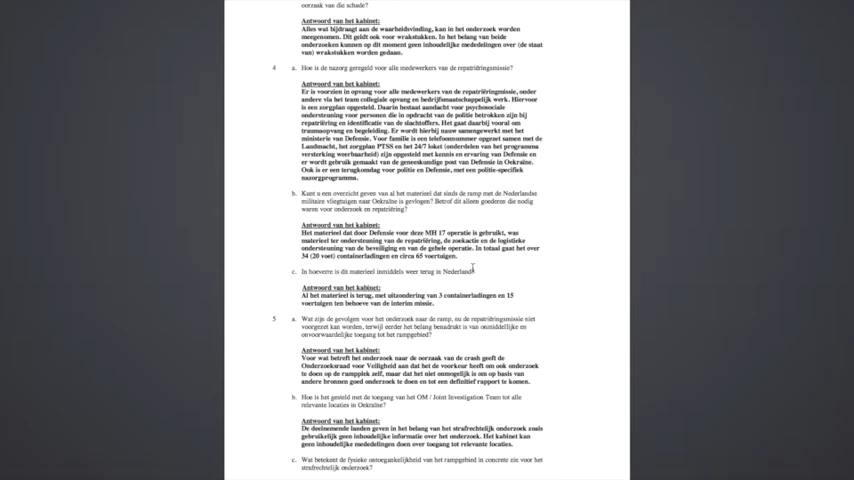 oorzaak van die schade?
Antwoord van het kabinet:
Alles wat bijdraagt aan de waarheidsvinding, kan in het onderzoek worden
meegenomen. Dit geldt ook voor wrakstukken. In het belang van beide
onderzoeken kunnen op dit moment geen inhoudelijke mededelingen over (de staat
van) wrakstukken worden gedaan.
4 a. Hoe is de nazorg geregeld voor alle medewerkers van de repatriëringsmissie?
Antwoord van het kabinet:
Er is voorzien in opvang voor alle medewerkers van de repatriëringsmissie, onder
andere via het team collegiale opvang en bedrijfsmaatschappelijk werk. Hiervoor
is een zorgplan opgesteld. Daarin bestaat aandacht voor psychosociale
ondersteuning voor personen die in opdracht van de politie betrokken zijn bij
repatriëring en identificatie van de slachtoffers. Het gaat daarbij vooral om
traumaopvang en begeleiding. Er wordt hierbij nauw samengewerkt met het
ministerie van Defensie. Voor familie is een telefoonnummer opgezet samen met de
Landmacht, het zorgplan PTSS en het 24/7 loket (onderdelen van het programma
versterking weerbaarheid) zijn opgesteld met kennis en ervaring van Defensie en
er wordt gebruik gemaakt van de geneeskundige post van Defensie in Oekraïne.
Ook is er een terugkomdag voor politie en Defensie, met een politie-specifiek
nazorgprogramma.
b. Kunt u een overzicht geven van al het materieel dat sinds de ramp met de Nederlandse
militaire vliegtuigen naar Oekraïne is gevlogen? Betrof dit alleen goederen die nodig
waren voor onderzoek en repatriëring?
Antwoord van het kabinet:
Het materieel dat door Defensie voor deze MH 17 operatie is gebruikt, was
materieel ter ondersteuning van de repatriëring, de zoekactie en de logistieke
ondersteuning van de beveiliging en van de gehele operatie. In totaal gaat het over
34 (20 voet) containerladingen en circa 65 voertuigen.
c. In hoeverre is dit materieel inmiddels weer terug in Nederland?
Antwoord van het kabinet:
Al het materieel is terug, met uitzondering van 3 containerladingen en 15
voertuigen ten behoeve van de interim missie.
5 a. Wat zijn de gevolgen voor het onderzoek naar de ramp, nu de repatriëringsmissie niet
voorgezet kan worden, terwijl eerder het belang benadrukt is van onmiddellijke en
onvoorwaardelijke toegang tot het rampgebied?
Antwoord van het kabinet:
Voor wat betreft het onderzoek naar de oorzaak van de crash geeft de
Onderzoeksraad voor Veiligheid aan dat het de voorkeur heeft om ook onderzoek
te doen op de rampplek zelf, maar dat het niet onmogelijk is om op basis van
andere bronnen goed onderzoek te doen en tot een definitief rapport te komen.
b. Hoe is het gesteld met de toegang van het OM / Joint Investigation Team tot alle
relevante locaties in Oekraïne?
Antwoord van het kabinet:
De deelnemende landen geven in het belang van het strafrechtelijk onderzoek zoals
gebruikelijk geen inhoudelijke informatie over het onderzoek. Het kabinet kan
geen inhoudelijke mededelingen doen over toegang tot relevante locaties.
c. Wat betekent de fysieke ontoegankelijkheid van het rampgebied in concrete zin voor het
strafrechtelijk onderzoek?